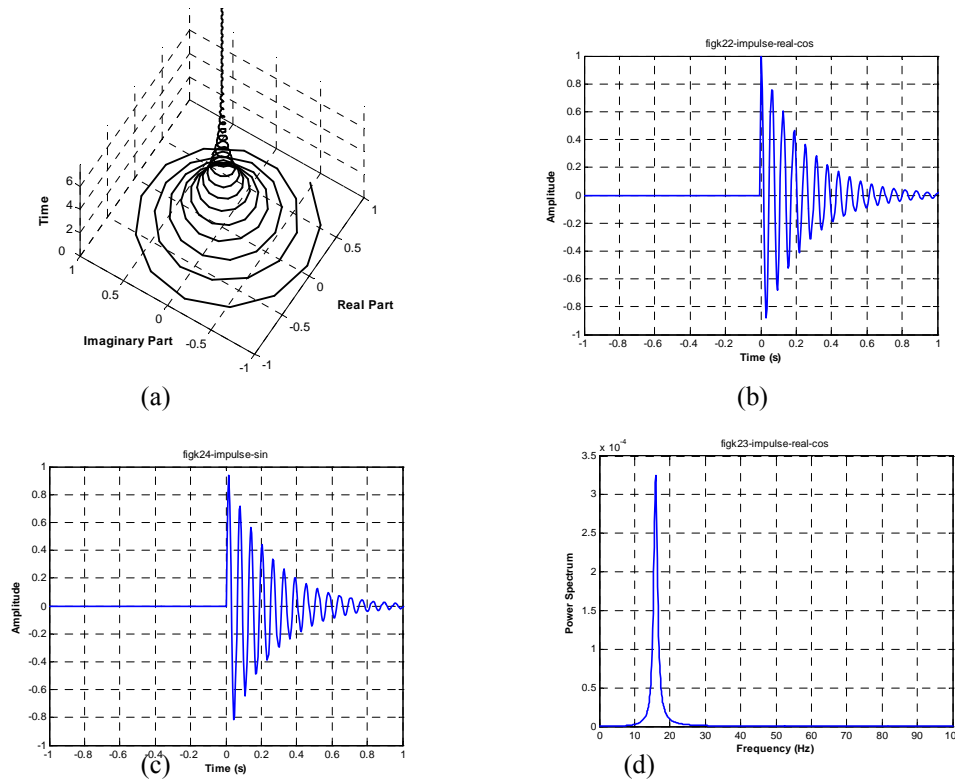 6
4
2
0
Time
1
0.5
0
-0.5
-1
Imaginary Part
-1
-0.5
0
0.5
1
Real Part
(a)
figk22-impulse-real-cos
1
0.8
0.6
0.4
0.2
0
-0.2
-0.4
-0.6
-0.8
-1
Amplitude
-1 -0.8 -0.6 -0.4 -0.2 0 0.2 0.4 0.6 0.8 1
Time (s)
(b)
figk24-impulse-sin
1
0.8
0.6
0.4
0.2
0
-0.2
-0.4
-0.6
-0.8
-1
Amplitude
-1 -0.8 -0.6 -0.4 -0.2 0 0.2 0.4 0.6 0.8 1
Time (s)
(c)
x 10-4
figk23-impulse-real-cos
3.5
3
2.5
2
1.5
1
0.5
0
Power Spectrum
0 10 20 30 40 50 60 70 80 90 100
Frequency (Hz)
(d)